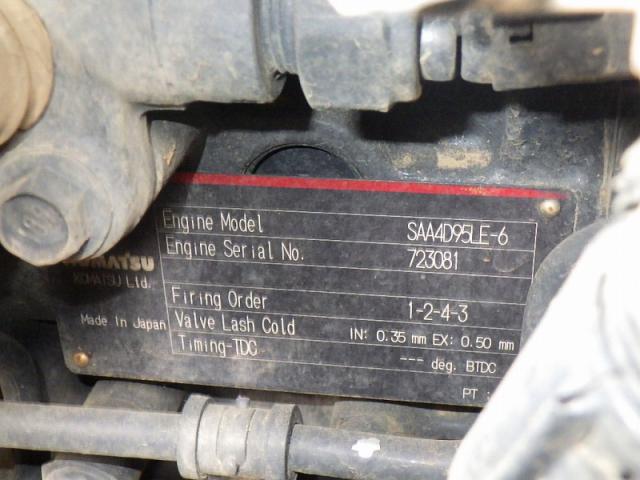 Engine Model SAA4D95LE-6
Engine Serial No. 723081
KOMATSU
KOMATSU Ltd.
Firing Order 1-2-4-3
Made In Japan
Valve Lash Cold IN: 0.35 mm EX: 0.50 mm
Timing-TDC --- deg. BTDC
PT :